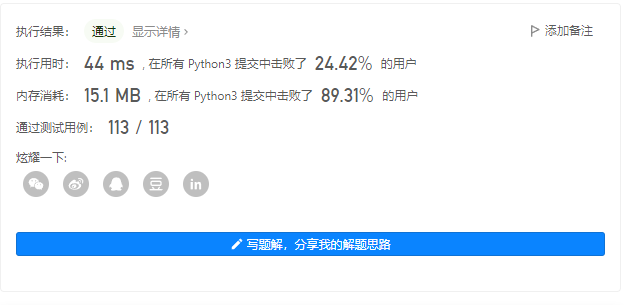 执行结果： 通过 显示详情 › 添加备注
执行用时： 44 ms , 在所有 Python3 提交中击败了 24.42% 的用户
内存消耗： 15.1 MB , 在所有 Python3 提交中击败了 89.31% 的用户
通过测试用例： 113 / 113
炫耀一下:
豆 in
写题解，分享我的解题思路